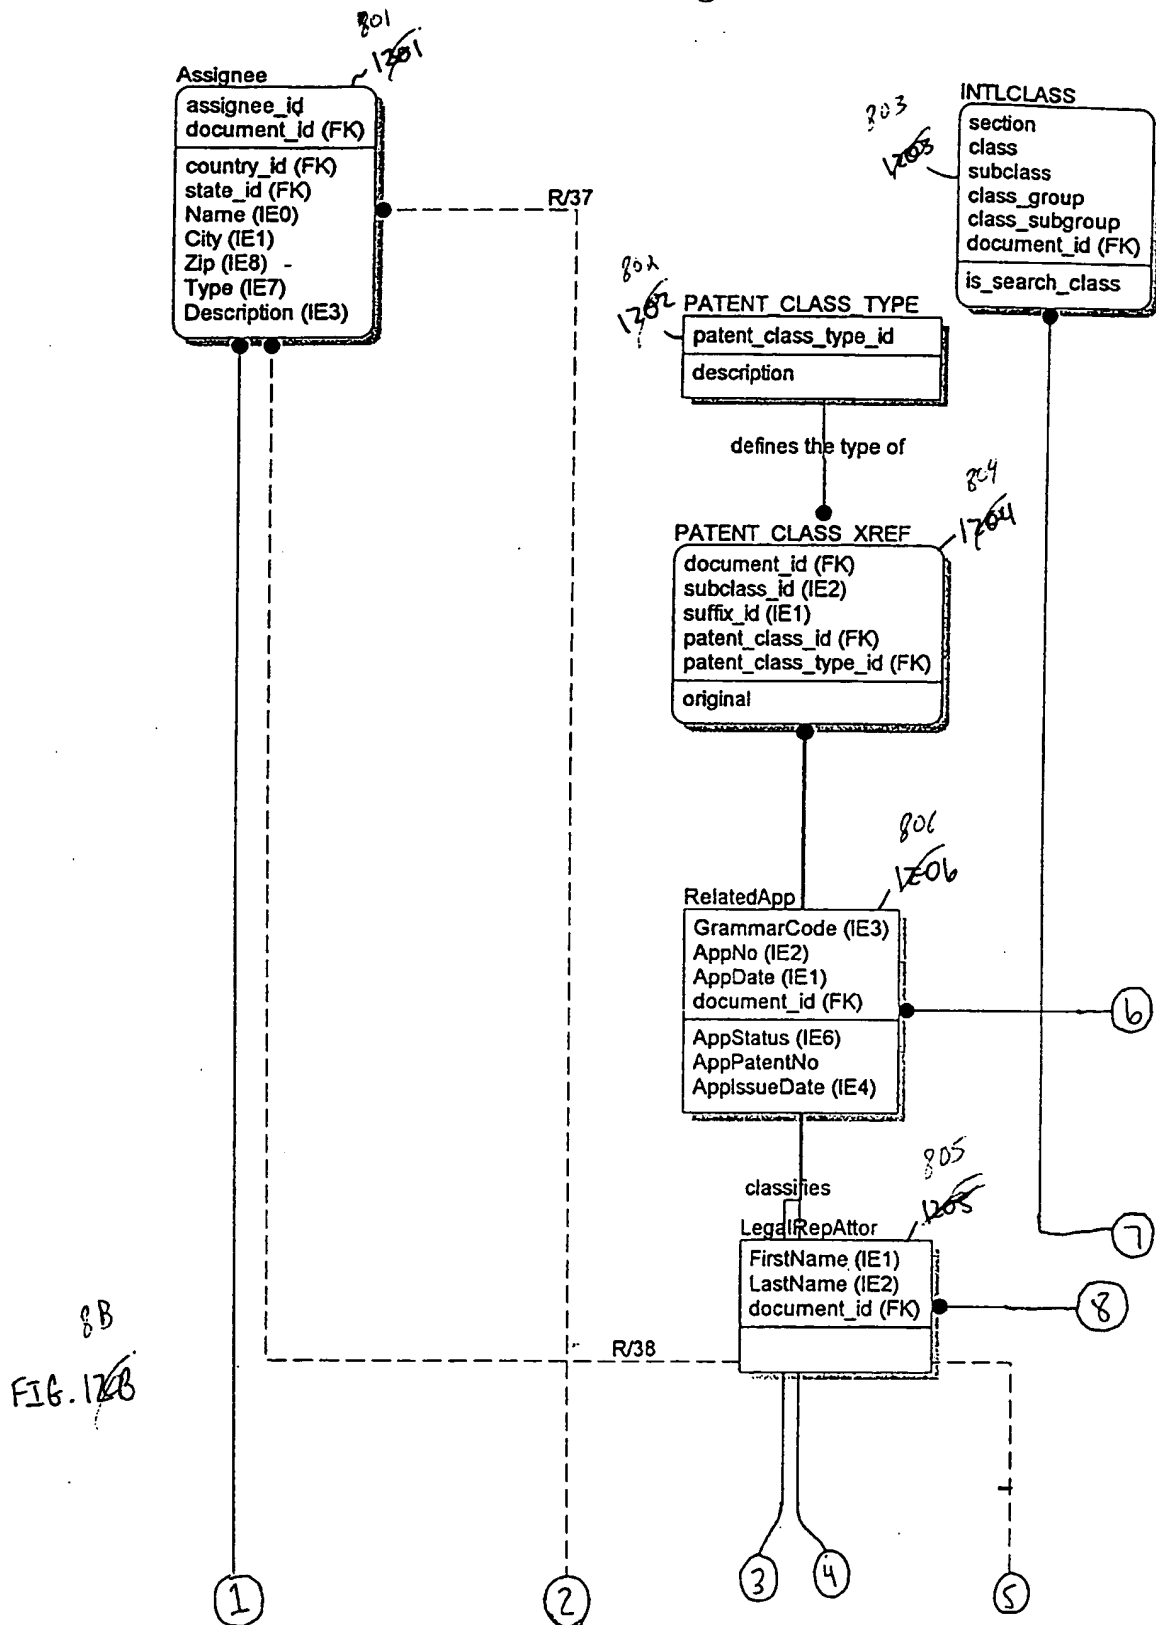 801
1201
Assignee
assignee_id
document_id (FK)
country_id (FK)
state_id (FK)
Name (IE0)
City (IE1)
Zip (IE8)
Type (IE7)
Description (IE3)
R/37
803
1203
INTLCLASS
section
class
subclass
class_group
class_subgroup
document_id (FK)
is_search_class
802
1202
PATENT_CLASS_TYPE
patent_class_type_id
description
defines the type of
804
1204
PATENT_CLASS_XREF
document_id (FK)
subclass_id (IE2)
suffix_id (IE1)
patent_class_id (FK)
patent_class_type_id (FK)
original
806
1206
RelatedApp
GrammarCode (IE3)
AppNo (IE2)
AppDate (IE1)
document_id (FK)
AppStatus (IE6)
AppPatentNo
AppIssueDate (IE4)
6
805
1205
classifies
LegalRepAttor
FirstName (IE1)
LastName (IE2)
document_id (FK)
7
8
R/38
8B
FIG. 12B
3
4
1
2
5